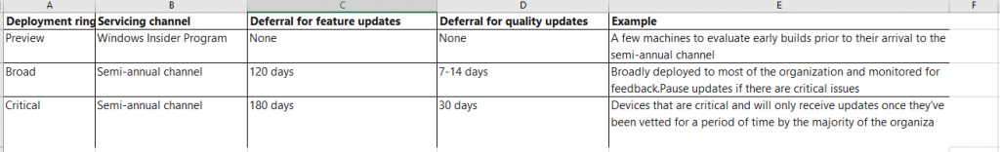 A B C D E F
Deployment ring Servicing channel Deferral for feature updates Deferral for quality updates Example
Preview Windows Insider Program None None A few machines to evaluate early builds prior to their arrival to the
semi-annual channel
Broad Semi-annual channel 120 days 7-14 days Broadly deployed to most of the organization and monitored for
feedback.Pause updates if there are critical issues
Critical Semi-annual channel 180 days 30 days Devices that are critical and will only receive updates once they've
been vetted for a period of time by the majority of the organiza